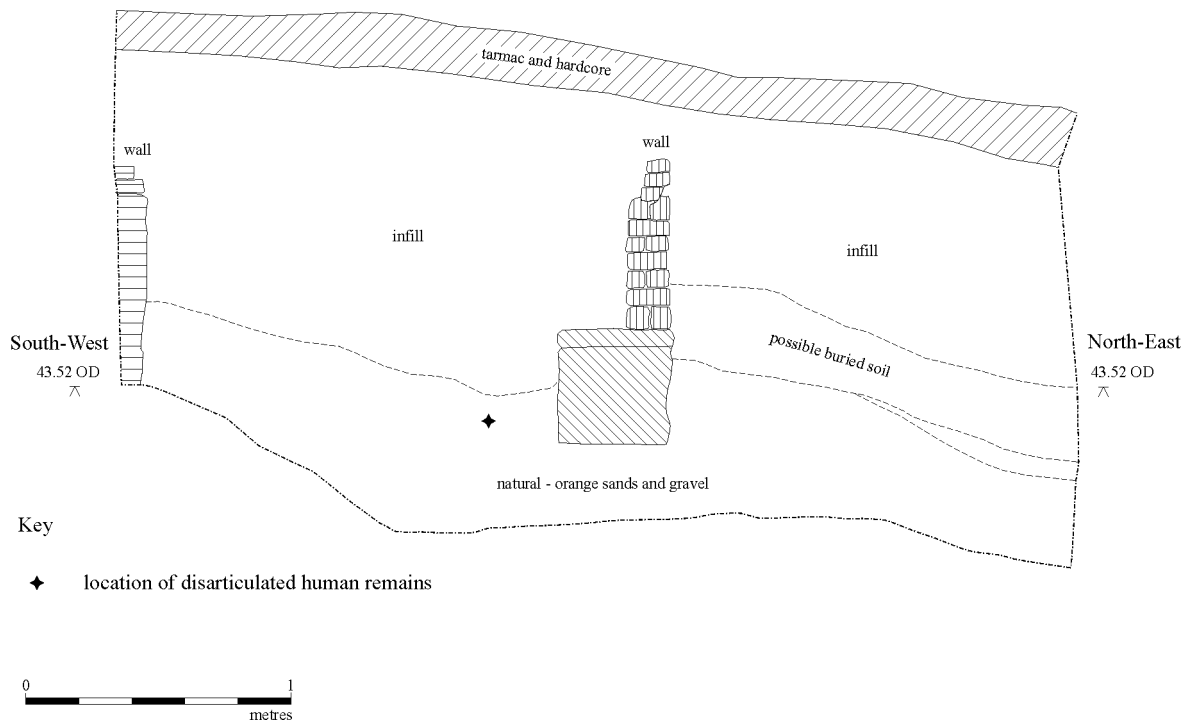 tarmac and hardcore
wall
wall
infill
infill
South-West
43.52 OD
possible buried soil
North-East
43.52 OD
natural - orange sands and gravel
Key
location of disarticulated human remains
0 1
metres